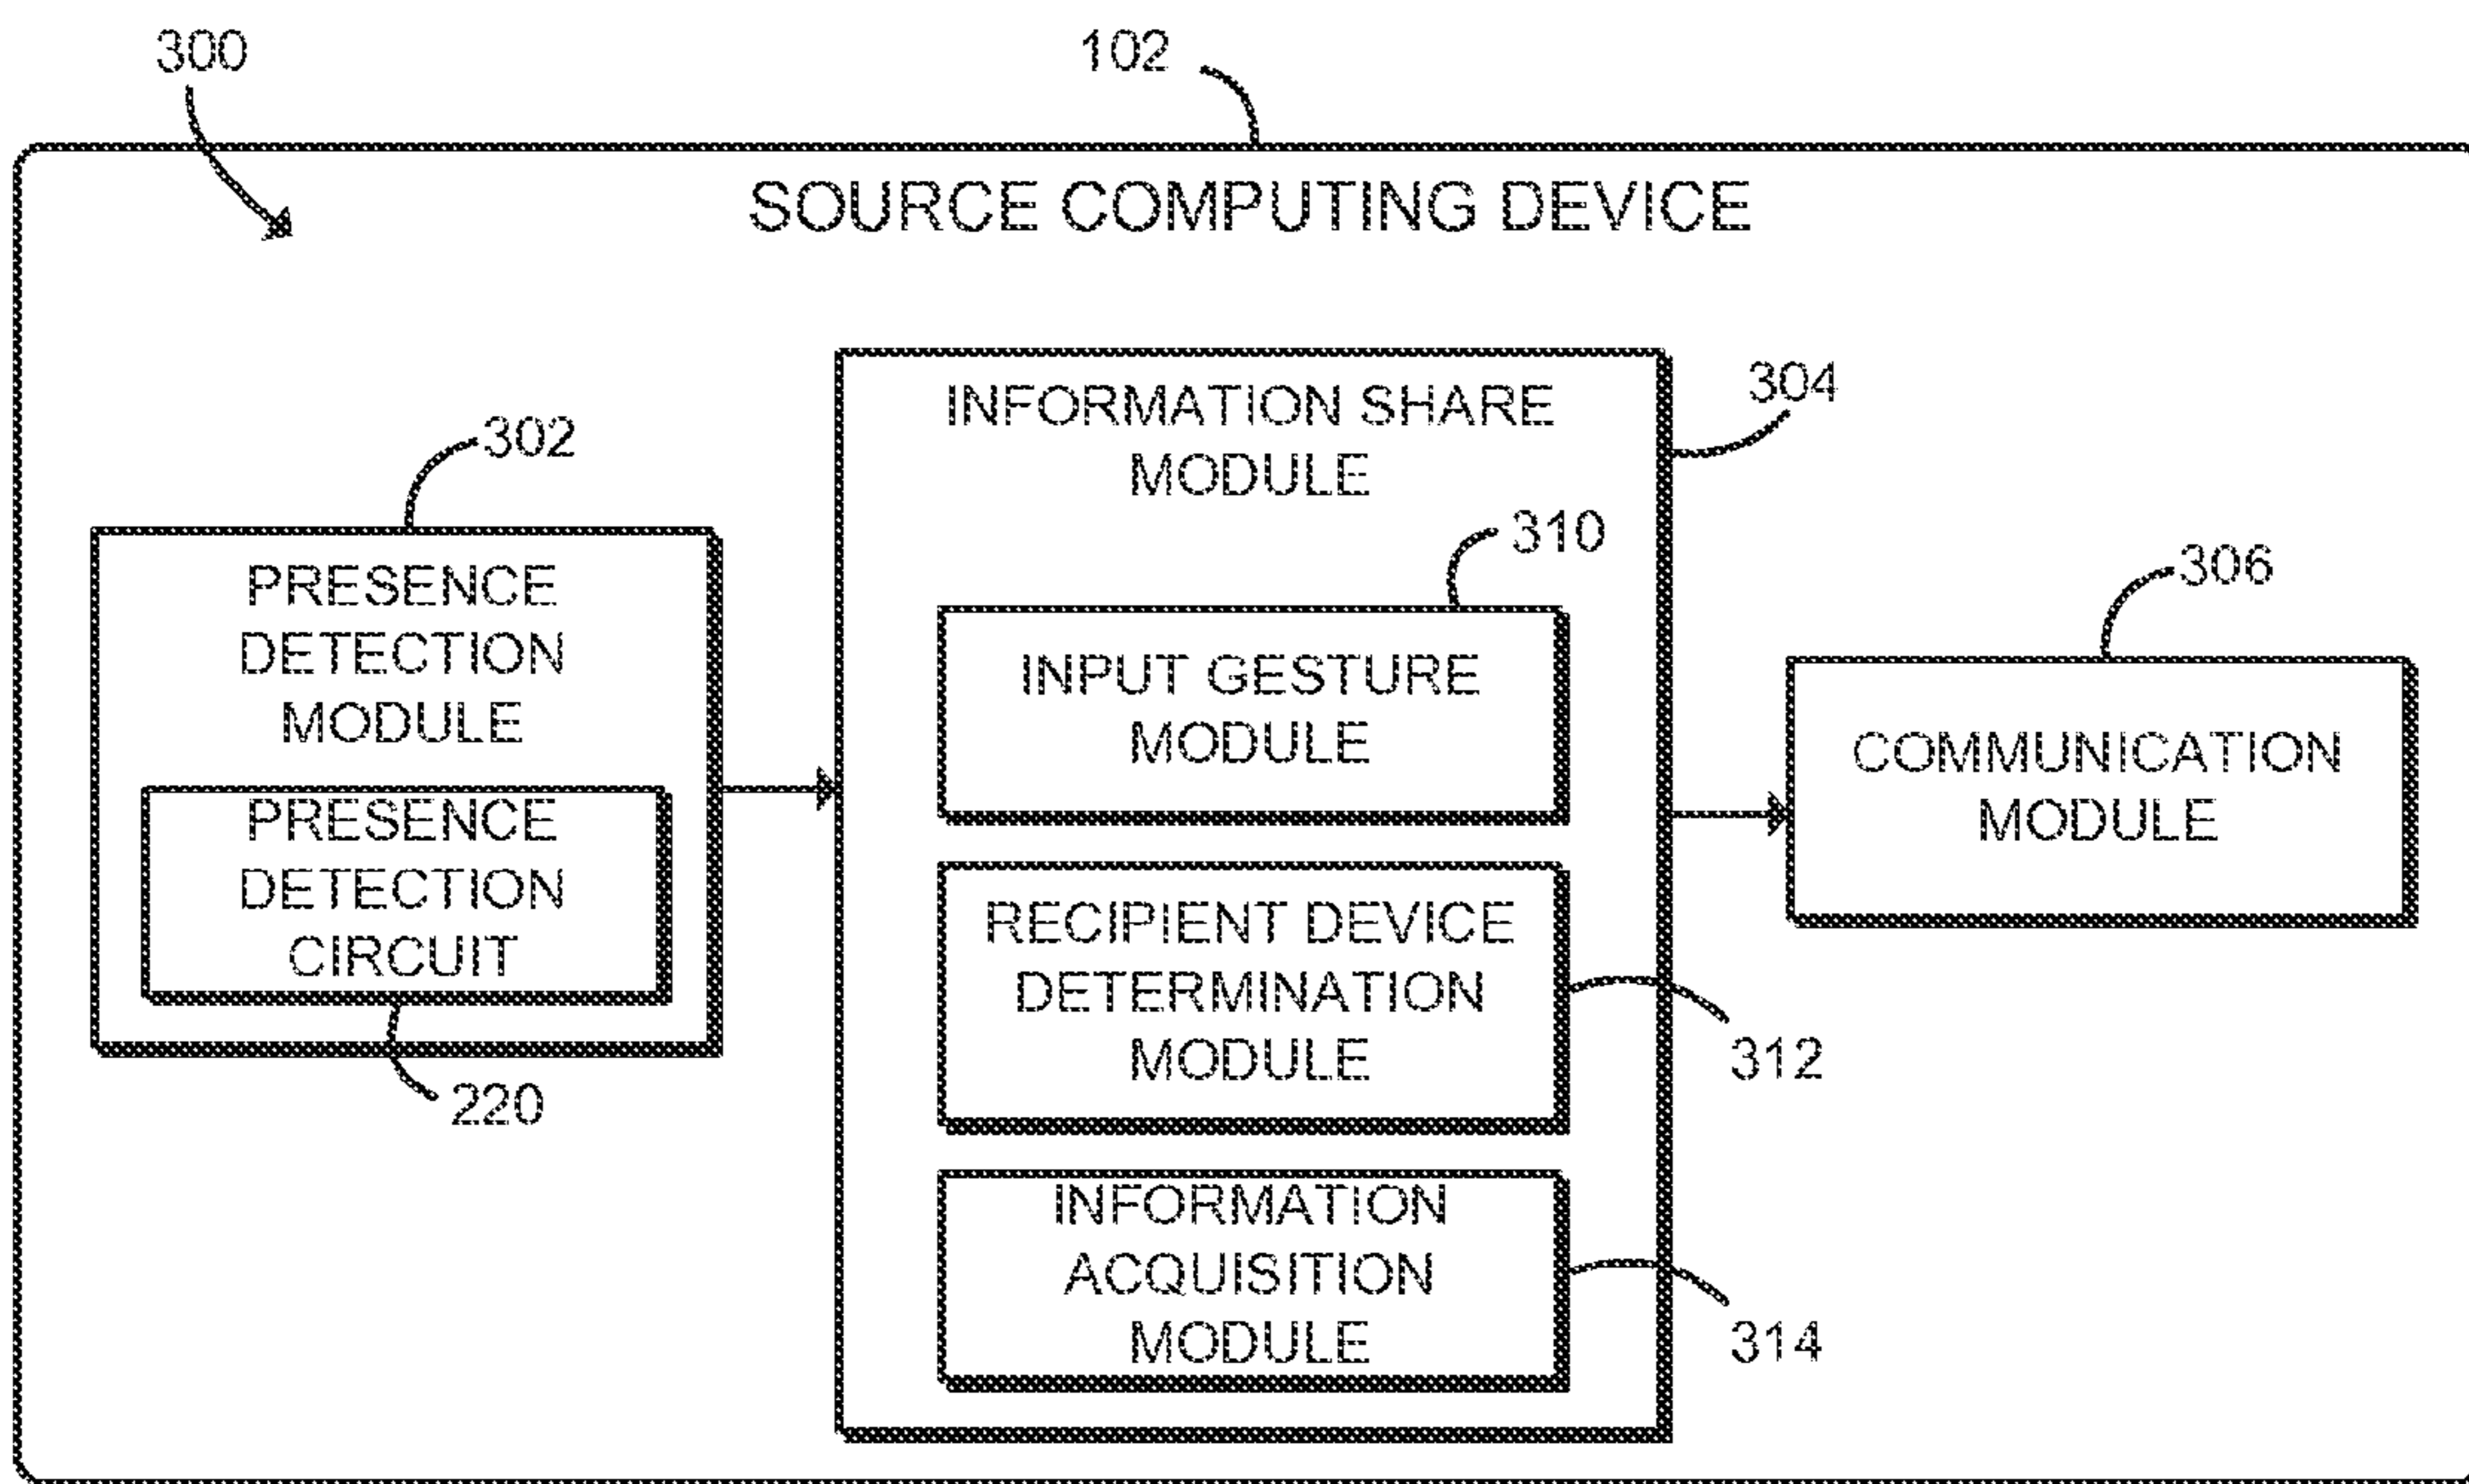 300
102
SOURCE COMPUTING DEVICE
302
PRESENCE
DETECTION
MODULE
PRESENCE
DETECTION
CIRCUIT
220
INFORMATION SHARE
MODULE
304
310
INPUT GESTURE
MODULE
RECIPIENT DEVICE
DETERMINATION
MODULE
312
INFORMATION
ACQUISITION
MODULE
314
306
COMMUNICATION
MODULE